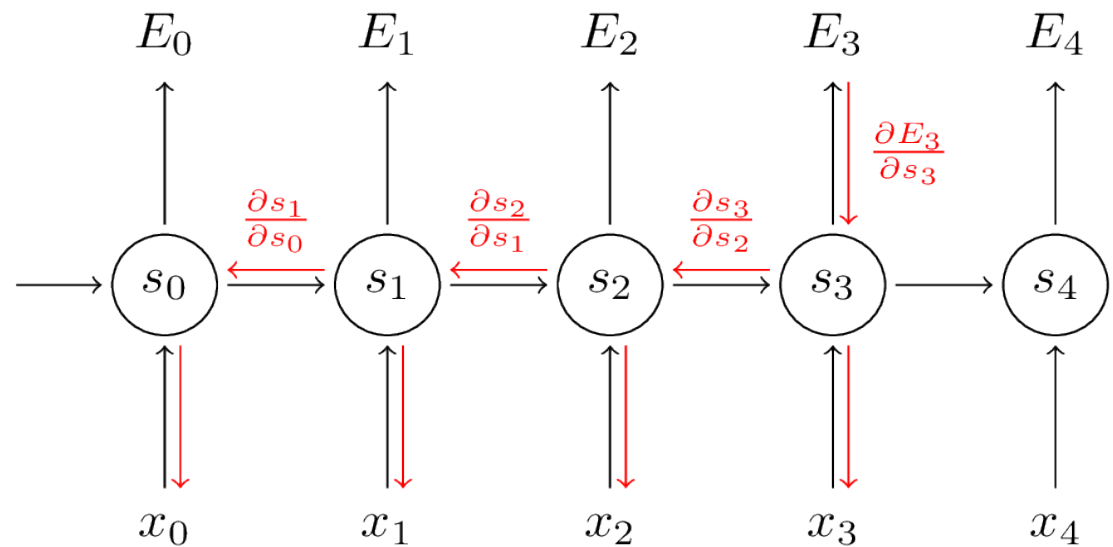 E₀ E₁ E₂ E₃ E₄
∂E₃/∂s₃
∂s₁/∂s₀ ∂s₂/∂s₁ ∂s₃/∂s₂
s₀ s₁ s₂ s₃ s₄
x₀ x₁ x₂ x₃ x₄